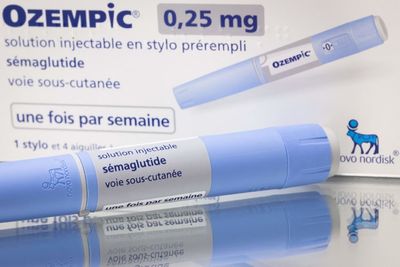 OZEMPIC® 0,25 mg
solution injectable en stylo prérempli
sémaglutide
voie sous-cutanée
une fois par semaine
1 stylo et 4 aiguilles
OZEMPIC®
novo nordisk®
solution injectable
sémaglutide
voie sous-cutanée
une fois par semaine